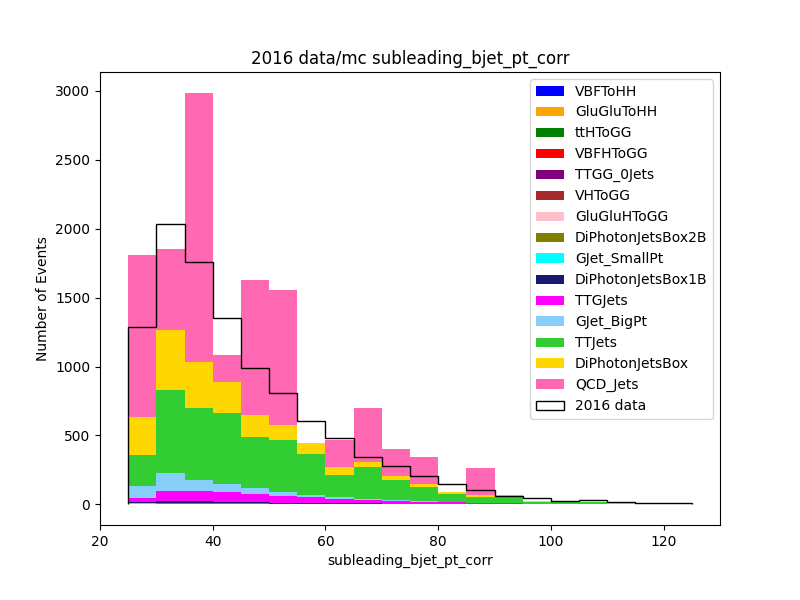 2016 data/mc subleading_bjet_pt_corr
Number of Events
3000
2500
2000
1500
1000
500
0
20
40
60
80
100
120
subleading_bjet_pt_corr
VBFToHH
GluGluToHH
ttHToGG
VBFHToGG
TTGG_0Jets
VHToGG
GluGluHToGG
DiPhotonJetsBox2B
GJet_SmallPt
DiPhotonJetsBox1B
TTGJets
GJet_BigPt
TTJets
DiPhotonJetsBox
QCD_Jets
2016 data